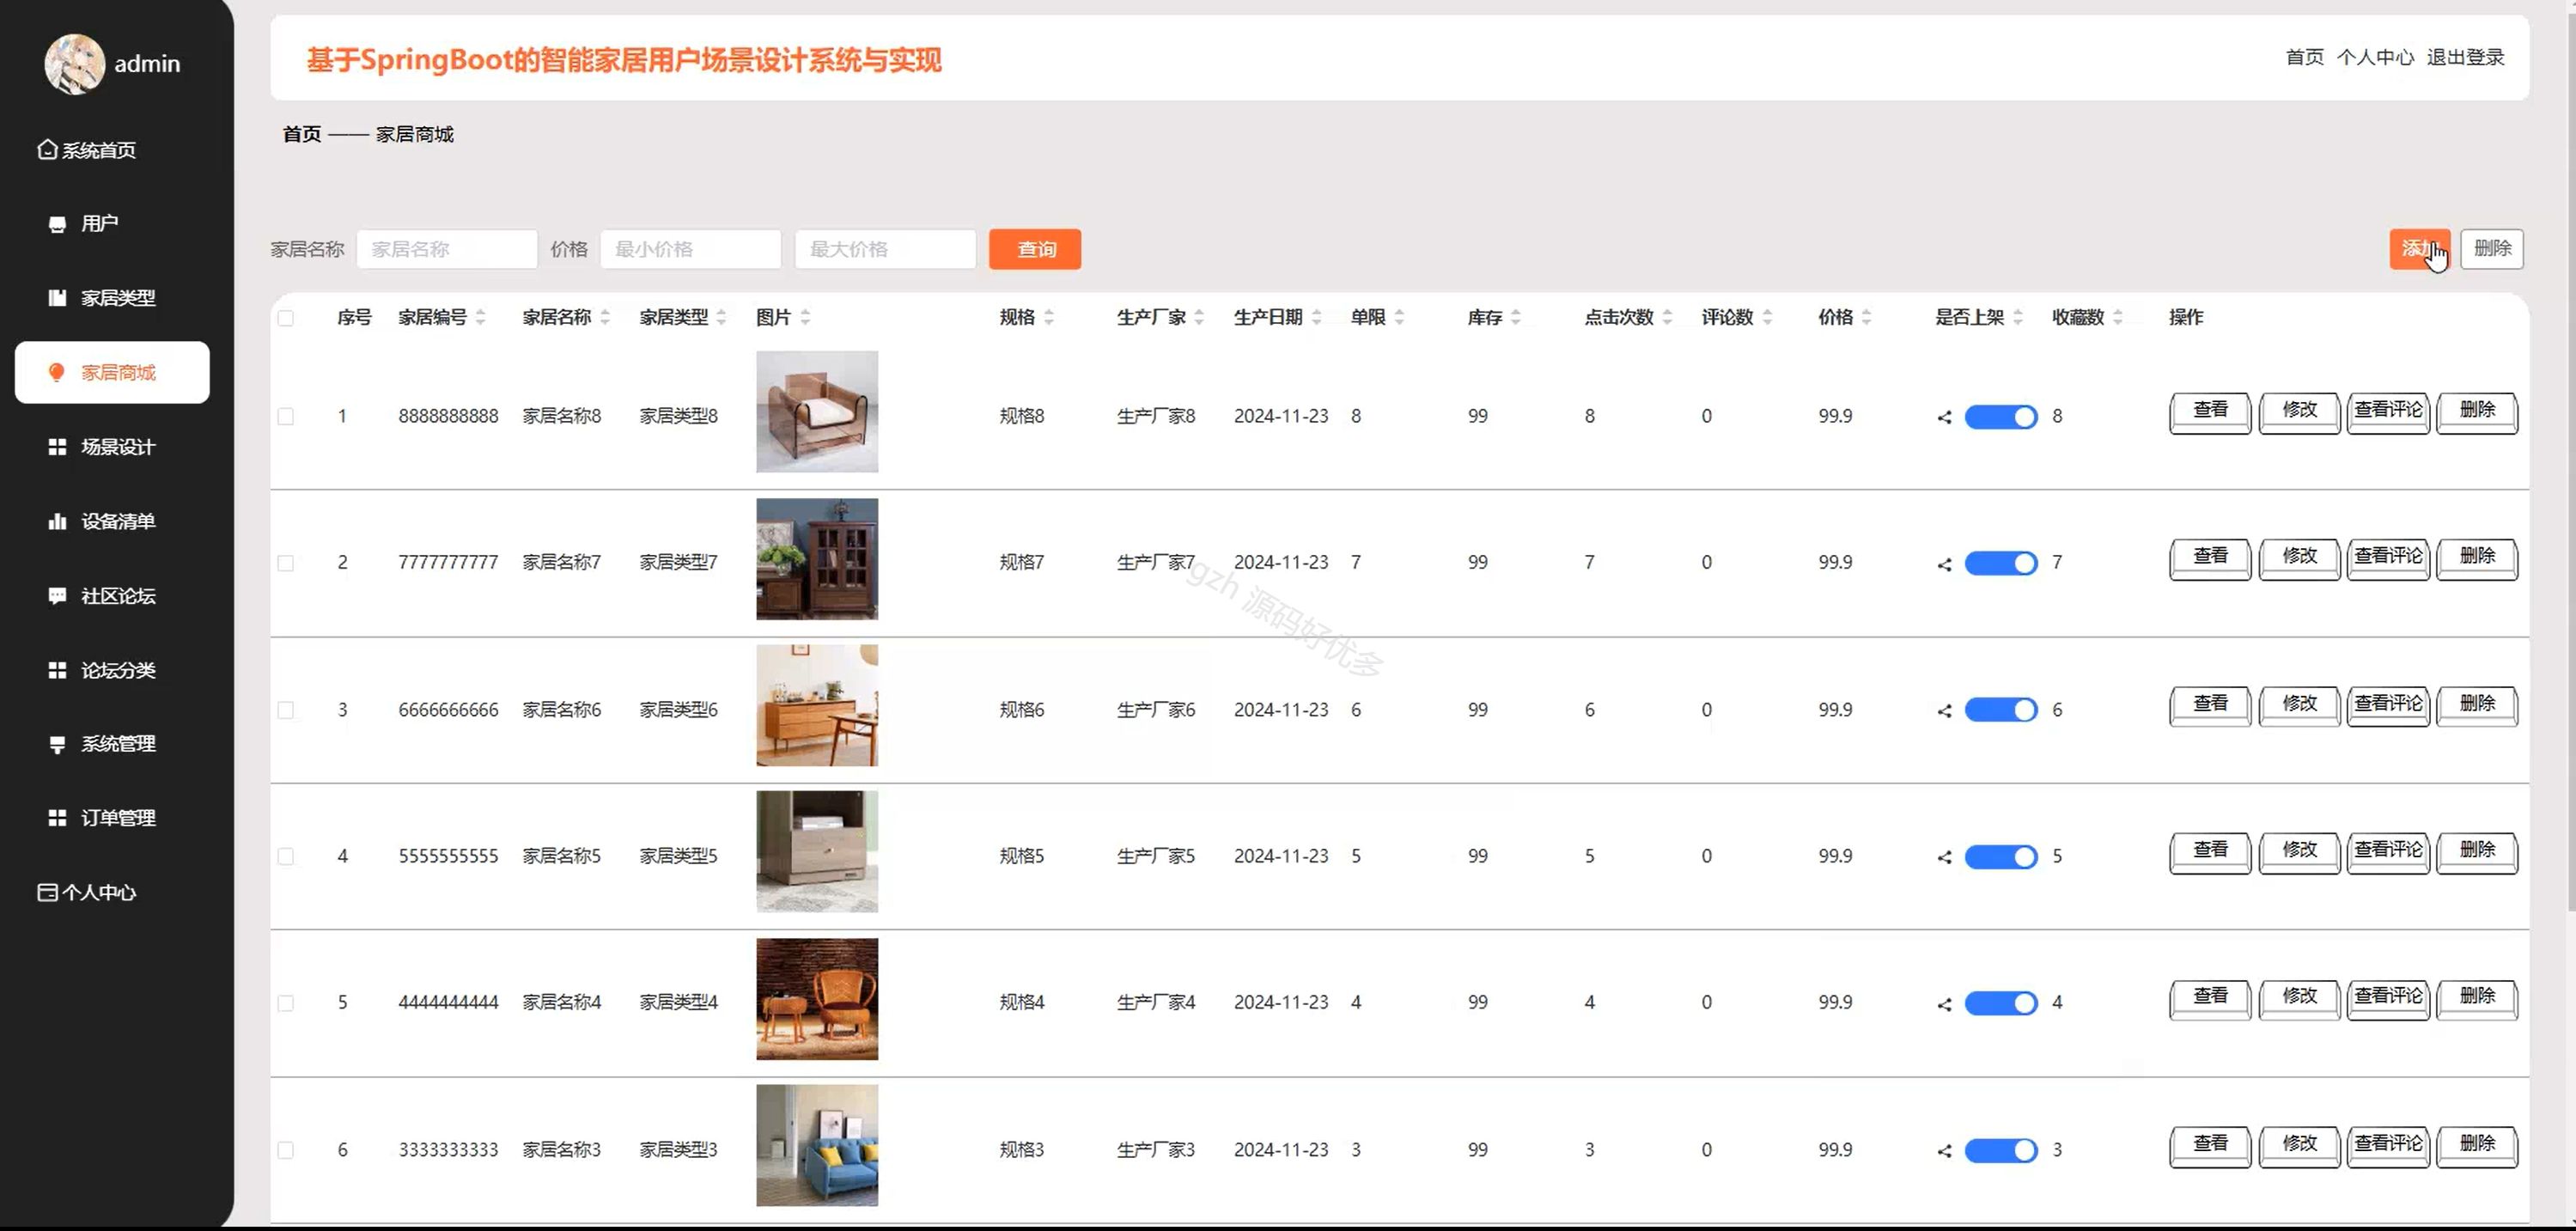 admin
系统首页
用户
家居类型
家居商城
场景设计
设备清单
社区论坛
论坛分类
系统管理
订单管理
个人中心
基于SpringBoot的智能家居用户场景设计系统与实现
首页 个人中心 退出登录
首页 —— 家居商城
家居名称 家居名称 价格 最小价格 最大价格 查询 添加 删除
序号 家居编号 家居名称 家居类型 图片 规格 生产厂家 生产日期 单限 库存 点击次数 评论数 价格 是否上架 收藏数 操作
1 8888888888 家居名称8 家居类型8 规格8 生产厂家8 2024-11-23 8 99 8 0 99.9 8 查看 修改 查看评论 删除
2 7777777777 家居名称7 家居类型7 规格7 生产厂家7 2024-11-23 7 99 7 0 99.9 7 查看 修改 查看评论 删除
gzh 源码好优多
3 6666666666 家居名称6 家居类型6 规格6 生产厂家6 2024-11-23 6 99 6 0 99.9 6 查看 修改 查看评论 删除
4 5555555555 家居名称5 家居类型5 规格5 生产厂家5 2024-11-23 5 99 5 0 99.9 5 查看 修改 查看评论 删除
5 4444444444 家居名称4 家居类型4 规格4 生产厂家4 2024-11-23 4 99 4 0 99.9 4 查看 修改 查看评论 删除
6 3333333333 家居名称3 家居类型3 规格3 生产厂家3 2024-11-23 3 99 3 0 99.9 3 查看 修改 查看评论 删除